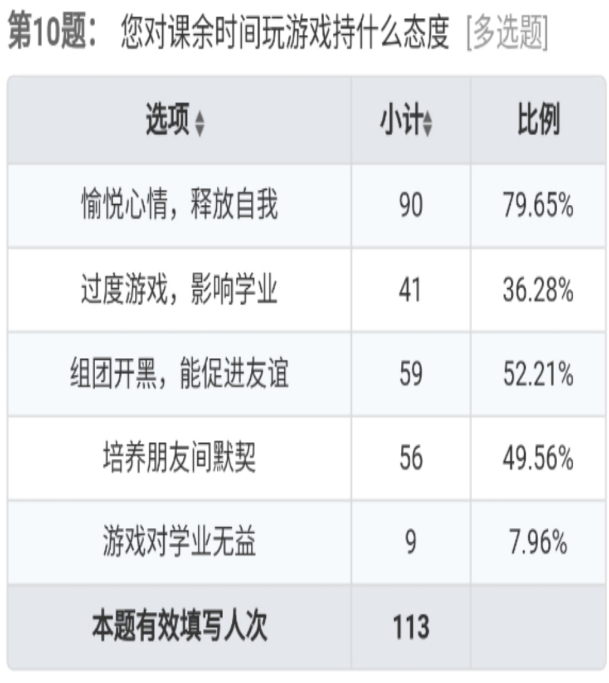 第10题： 您对课余时间玩游戏持什么态度 [多选题]
选项 小计 比例
愉悦心情，释放自我 90 79.65%
过度游戏，影响学业 41 36.28%
组团开黑，能促进友谊 59 52.21%
培养朋友间默契 56 49.56%
游戏对学业无益 9 7.96%
本题有效填写人次 113